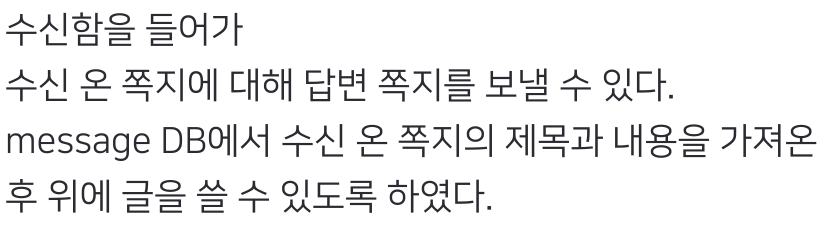 수신함을 들어가
수신 온 쪽지에 대해 답변 쪽지를 보낼 수 있다.
message DB에서 수신 온 쪽지의 제목과 내용을 가져온
후 위에 글을 쓸 수 있도록 하였다.